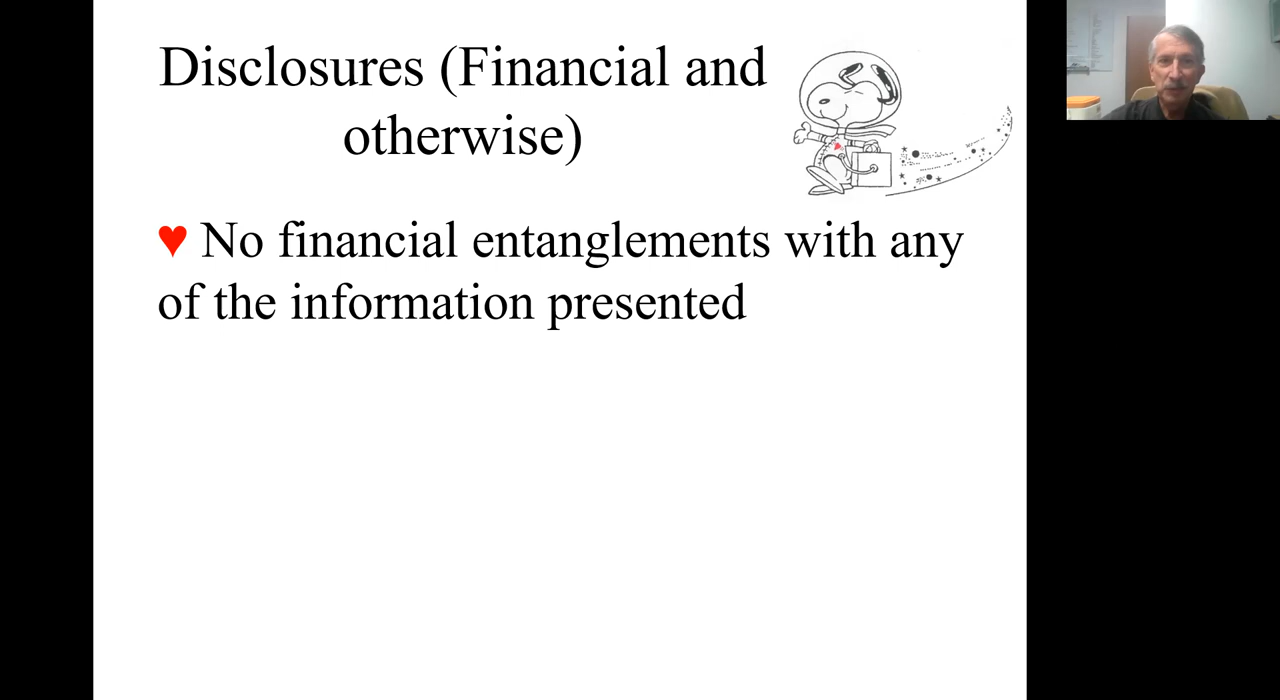 Disclosures (Financial and
otherwise)
♥ No financial entanglements with any
of the information presented